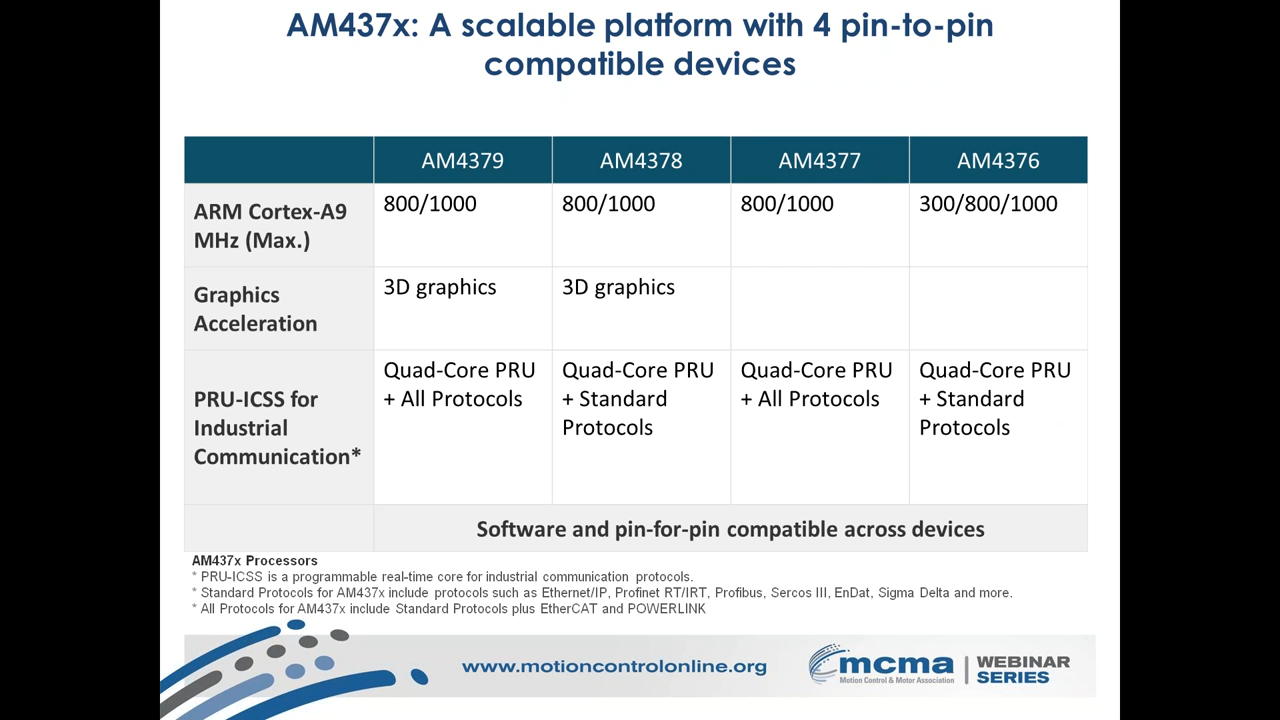 AM437x: A scalable platform with 4 pin-to-pin
compatible devices
AM4379 AM4378 AM4377 AM4376
ARM Cortex-A9
MHz (Max.)
800/1000 800/1000 800/1000 300/800/1000
Graphics
Acceleration
3D graphics 3D graphics
PRU-ICSS for
Industrial
Communication*
Quad-Core PRU
+ All Protocols
Quad-Core PRU
+ Standard
Protocols
Quad-Core PRU
+ All Protocols
Quad-Core PRU
+ Standard
Protocols
Software and pin-for-pin compatible across devices
AM437x Processors
* PRU-ICSS is a programmable real-time core for industrial communication protocols.
* Standard Protocols for AM437x include protocols such as Ethernet/IP, Profinet RT/IRT, Profibus, Sercos III, EnDat, Sigma Delta and more.
* All Protocols for AM437x include Standard Protocols plus EtherCAT and POWERLINK
www.motioncontrolonline.org
mcma
Motion Control & Motor Association
WEBINAR
SERIES